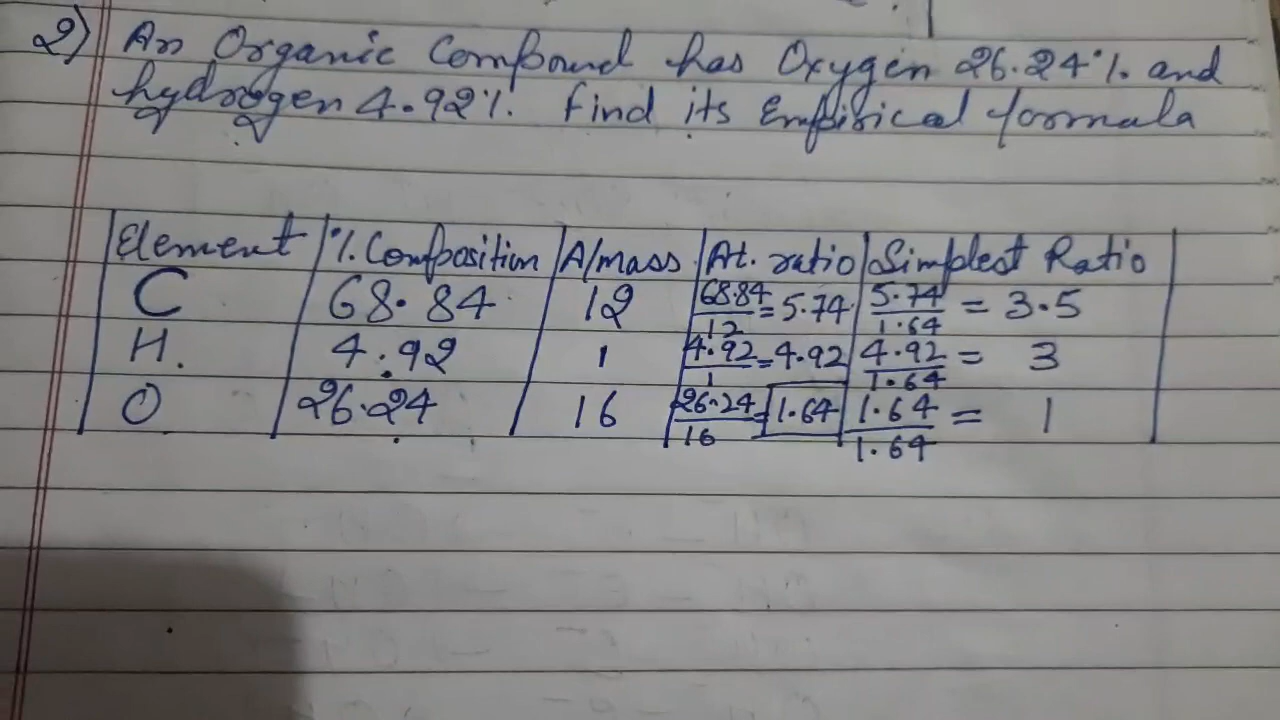 2) An Organic Compound has Oxygen 26.24% and
hydrogen 4.92%. Find its Empirical formula
Element %.Composition A/mass At. ratio Simplest Ratio
C 68.84 12 68.84/12 = 5.74 5.74/1.64 = 3.5
H. 4.92 1 4.92/1 = 4.92 4.92/1.64 = 3
O 26.24 16 26.24/16 = 1.64 1.64/1.64 = 1